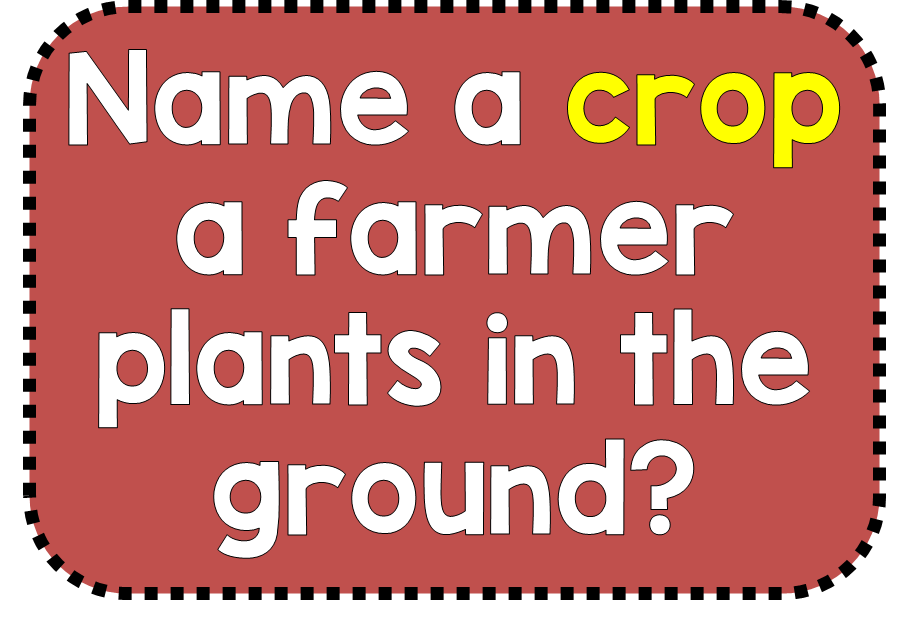 Name a crop
a farmer
plants in the
ground?